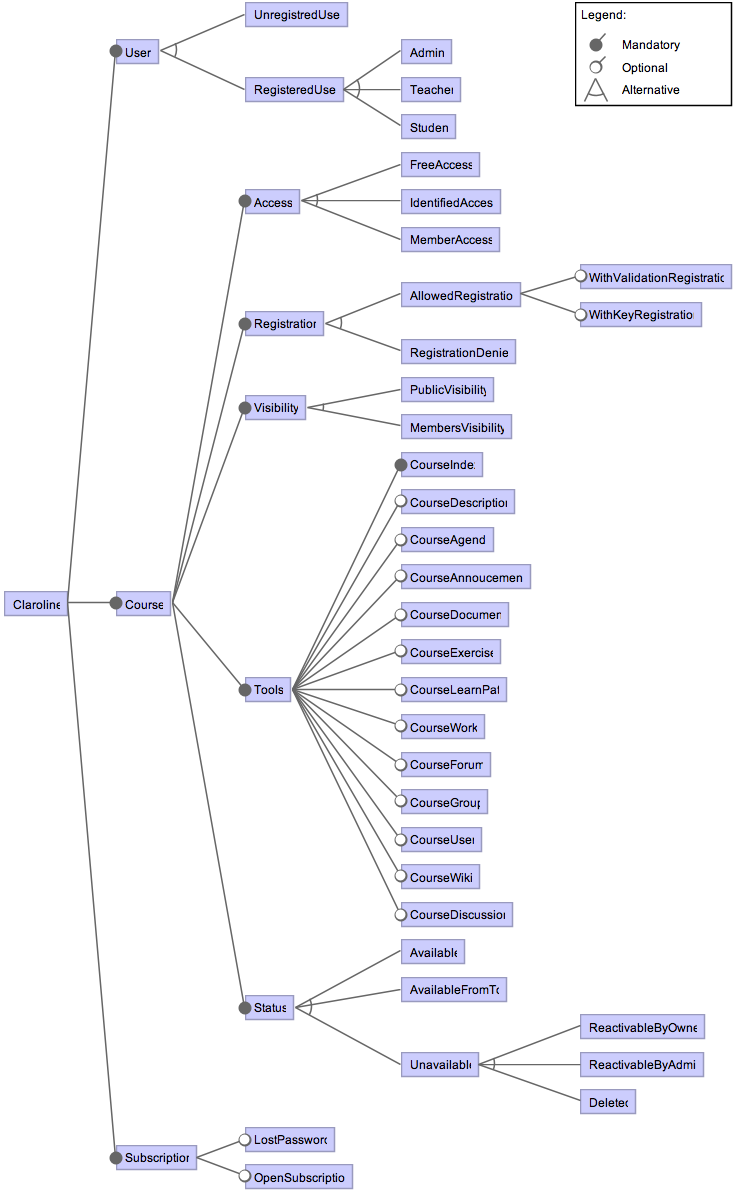 UnregistredUse
Legend:
User
Mandatory
Admin
Optional
RegisteredUse
Teacher
Alternative
Studen
FreeAccess
Access
IdentifiedAcces
MemberAccess
WithValidationRegistratio
AllowedRegistratio
WithKeyRegistration
Registration
RegistrationDenie
PublicVisibility
Visibility
MembersVisibility
CourseIndex
CourseDescription
CourseAgend
CourseAnnoucemen
Claroline
Course
CourseDocumen
CourseExercise
Tools
CourseLearnPat
CourseWork
CourseForum
CourseGroup
CourseUser
CourseWiki
CourseDiscussion
Available
AvailableFromTo
Status
ReactivableByOwne
Unavailable
ReactivableByAdmi
Deleted
LostPassword
Subscription
OpenSubscriptio